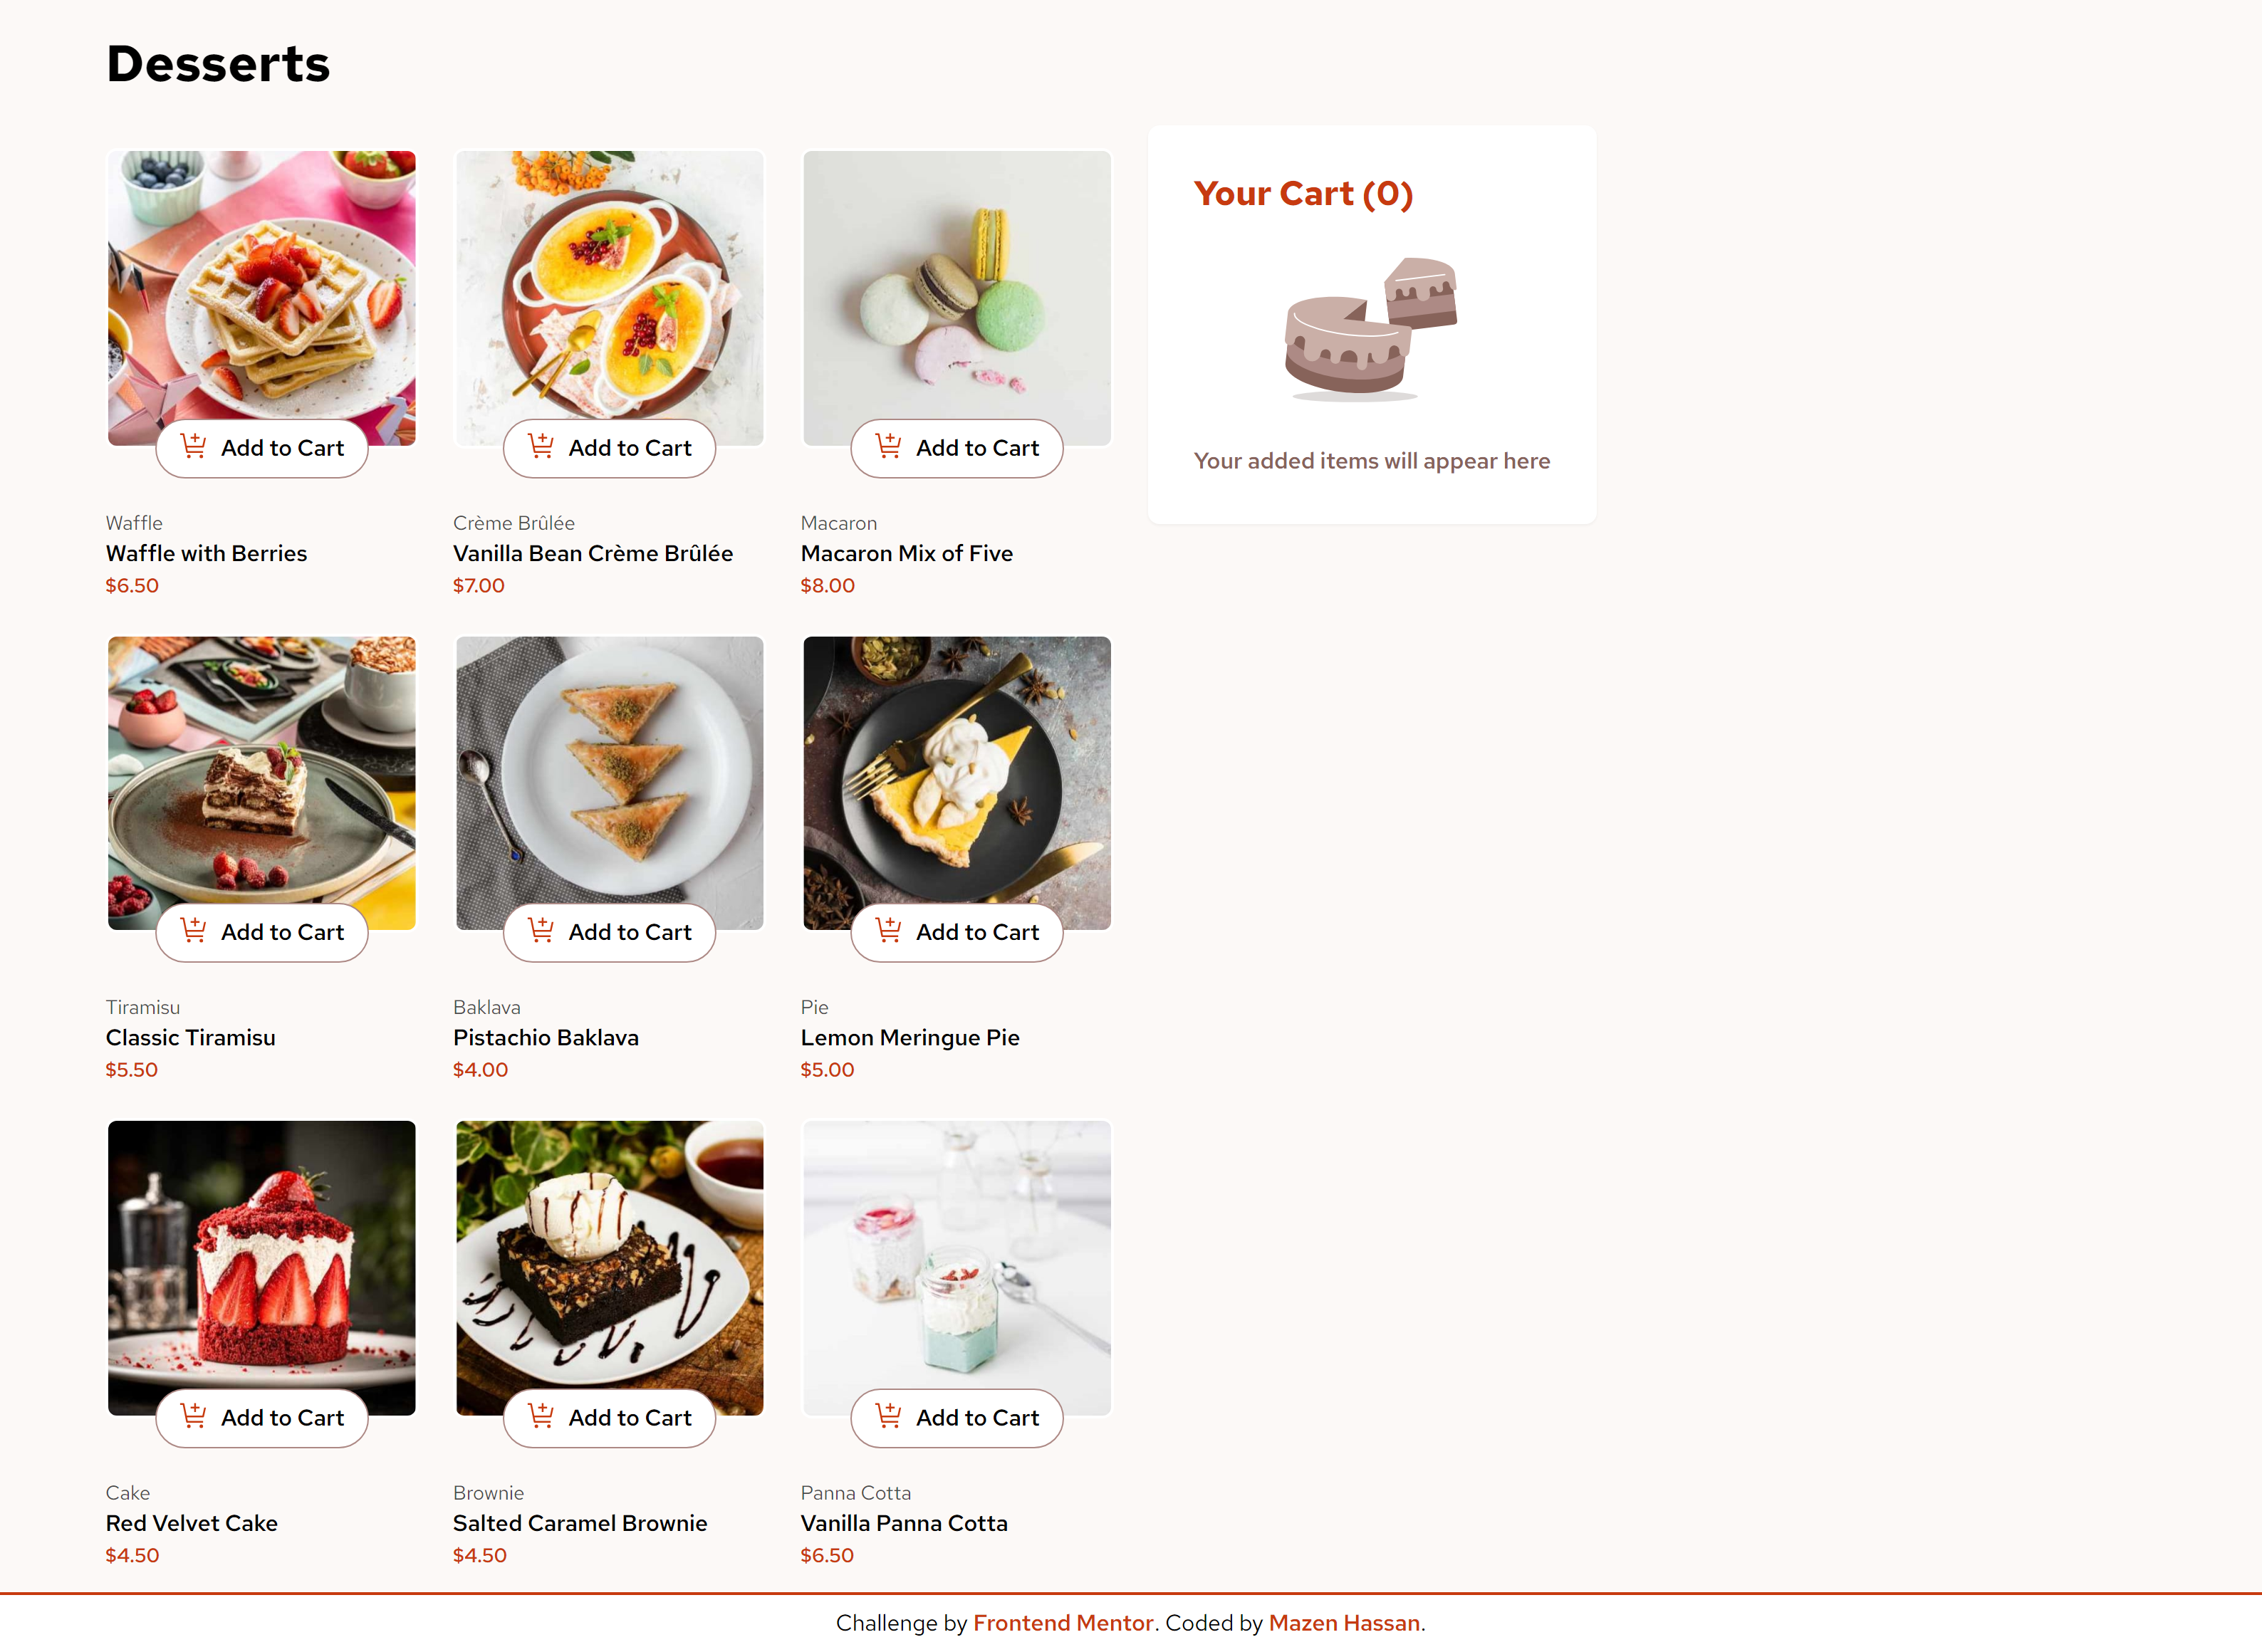 Desserts
Your Cart (0)
Your added items will appear here
Add to Cart
Add to Cart
Add to Cart
Waffle
Waffle with Berries
$6.50
Crème Brûlée
Vanilla Bean Crème Brûlée
$7.00
Macaron
Macaron Mix of Five
$8.00
Add to Cart
Add to Cart
Add to Cart
Tiramisu
Classic Tiramisu
$5.50
Baklava
Pistachio Baklava
$4.00
Pie
Lemon Meringue Pie
$5.00
Add to Cart
Add to Cart
Add to Cart
Cake
Red Velvet Cake
$4.50
Brownie
Salted Caramel Brownie
$4.50
Panna Cotta
Vanilla Panna Cotta
$6.50
Challenge by Frontend Mentor. Coded by Mazen Hassan.